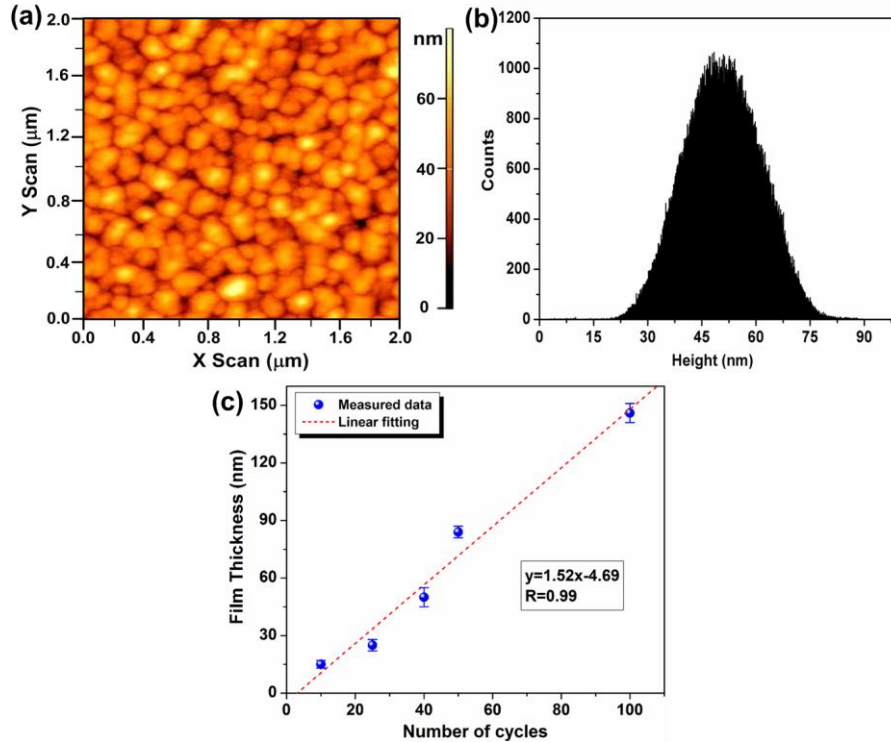 (a)
2.0
1.6
1.2
0.8
0.4
0.0
Y Scan (μm)
0.0 0.4 0.8 1.2 1.6 2.0
X Scan (μm)
nm
60
40
20
0
(b)
1200
1000
800
600
400
200
0
Counts
0 15 30 45 60 75 90
Height (nm)
(c)
Measured data
Linear fitting
150
120
90
60
30
0
Film Thickness (nm)
y=1.52x-4.69
R=0.99
0 20 40 60 80 100
Number of cycles